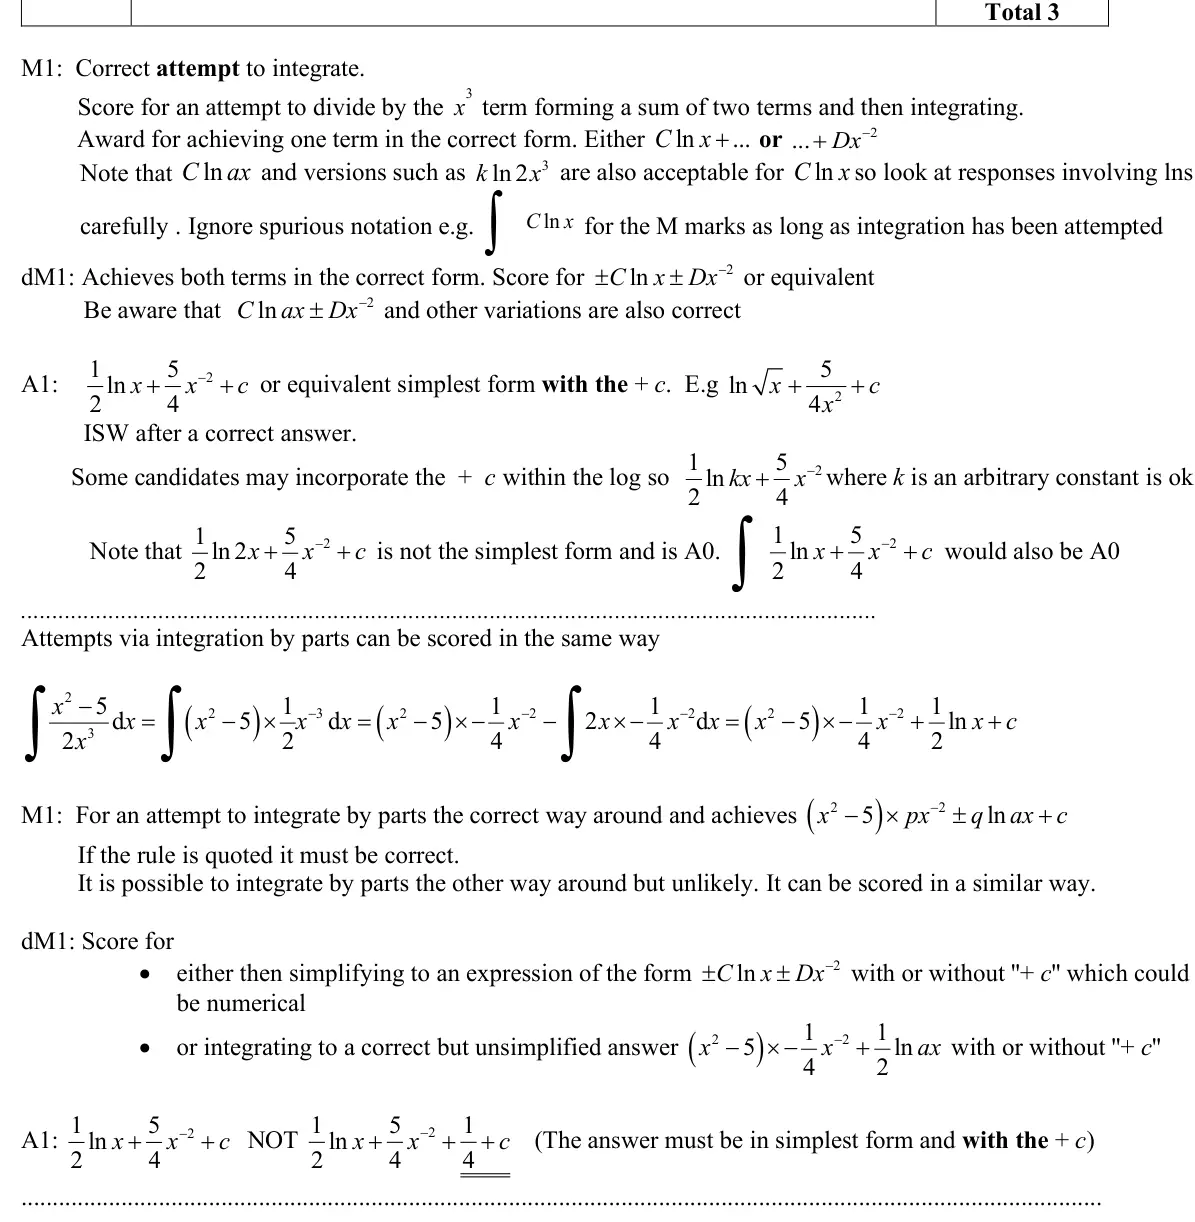 Total 3
M1: Correct attempt to integrate.
Score for an attempt to divide by the x³ term forming a sum of two terms and then integrating.
Award for achieving one term in the correct form. Either C ln x + ... or ... + Dx⁻²
Note that C ln ax and versions such as k ln 2x³ are also acceptable for C ln x so look at responses involving lns
carefully . Ignore spurious notation e.g. ∫ C ln x for the M marks as long as integration has been attempted
dM1: Achieves both terms in the correct form. Score for ±C ln x ± Dx⁻² or equivalent
Be aware that C ln ax ± Dx⁻² and other variations are also correct
A1: 1/2 ln x + 5/4 x⁻² + c or equivalent simplest form with the + c. E.g ln √x + 5/4x² + c
ISW after a correct answer.
Some candidates may incorporate the + c within the log so 1/2 ln kx + 5/4 x⁻² where k is an arbitrary constant is ok
Note that 1/2 ln 2x + 5/4 x⁻² + c is not the simplest form and is A0. ∫ 1/2 ln x + 5/4 x⁻² + c would also be A0
Attempts via integration by parts can be scored in the same way
∫ (x² − 5)/2x³ dx = ∫ (x² − 5) × 1/2 x⁻³ dx = (x² − 5) × − 1/4 x⁻² − ∫ 2x × − 1/4 x⁻² dx = (x² − 5) × − 1/4 x⁻² + 1/2 ln x + c
M1: For an attempt to integrate by parts the correct way around and achieves (x² − 5) × px⁻² ± q ln ax + c
If the rule is quoted it must be correct.
It is possible to integrate by parts the other way around but unlikely. It can be scored in a similar way.
dM1: Score for
• either then simplifying to an expression of the form ±C ln x ± Dx⁻² with or without "+ c" which could
be numerical
• or integrating to a correct but unsimplified answer (x² − 5) × − 1/4 x⁻² + 1/2 ln ax with or without "+ c"
A1: 1/2 ln x + 5/4 x⁻² + c NOT 1/2 ln x + 5/4 x⁻² + 1/4 + c (The answer must be in simplest form and with the + c)